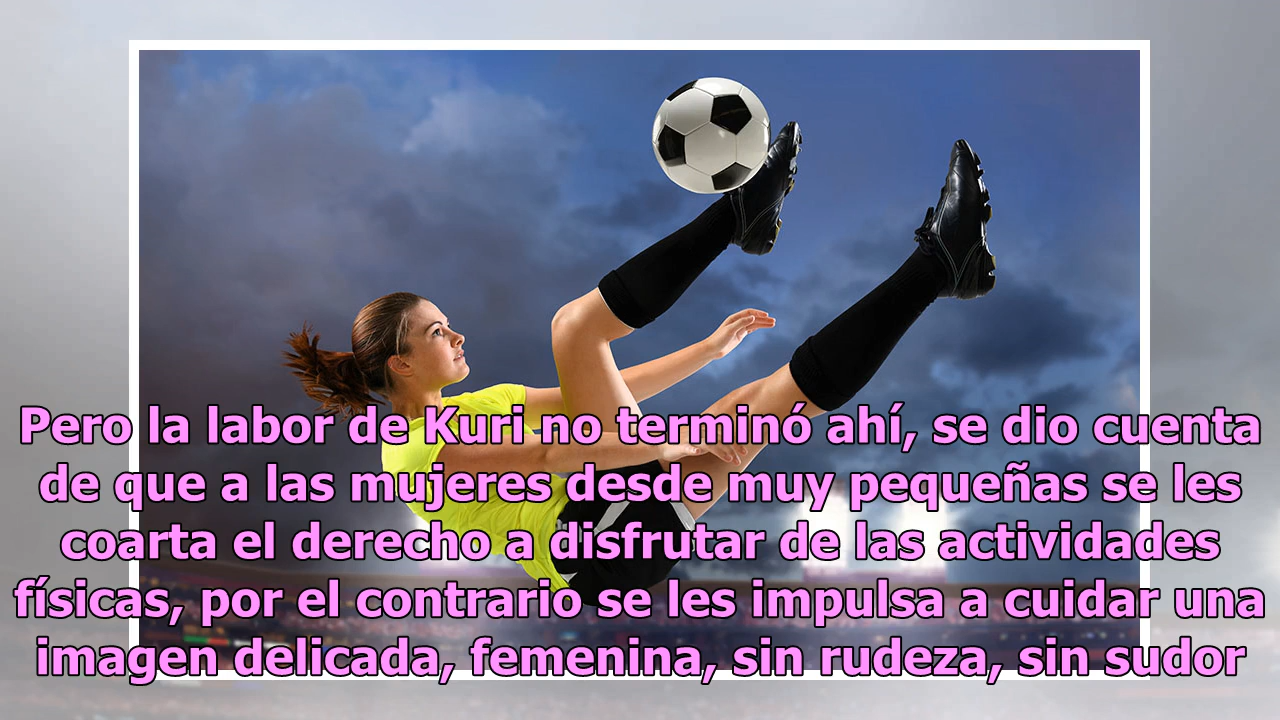 Pero la labor de Kuri no terminó ahí, se dio cuenta
de que a las mujeres desde muy pequeñas se les
coarta el derecho a disfrutar de las actividades
físicas, por el contrario se les impulsa a cuidar una
imagen delicada, femenina, sin rudeza, sin sudor